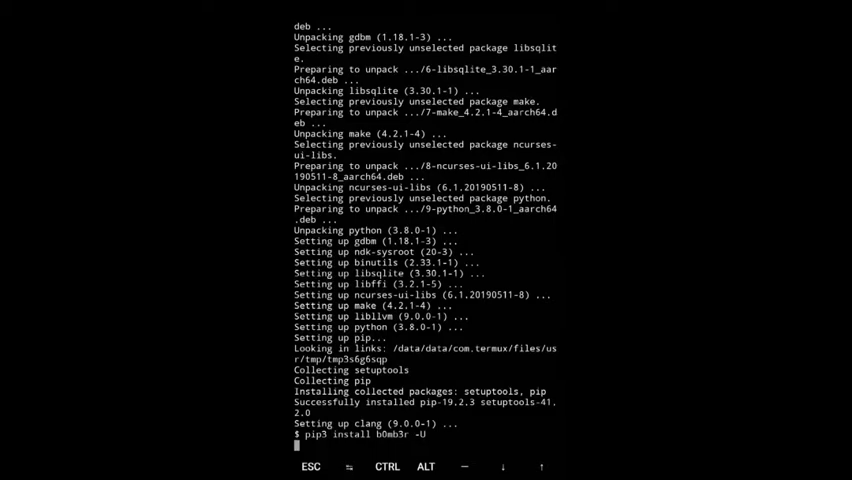 deb ...
Unpacking gdbm (1.18.1-3) ...
Selecting previously unselected package libsqlit
e.
Preparing to unpack .../6-libsqlite_3.30.1-1_aar
ch64.deb ...
Unpacking libsqlite (3.30.1-1) ...
Selecting previously unselected package make.
Preparing to unpack .../7-make_4.2.1-4_aarch64.d
eb ...
Unpacking make (4.2.1-4) ...
Selecting previously unselected package ncurses-
ui-libs.
Preparing to unpack .../8-ncurses-ui-libs_6.1.20
190511-8_aarch64.deb ...
Unpacking ncurses-ui-libs (6.1.20190511-8) ...
Selecting previously unselected package python.
Preparing to unpack .../9-python_3.8.0-1_aarch64
.deb ...
Unpacking python (3.8.0-1) ...
Setting up gdbm (1.18.1-3) ...
Setting up ndk-sysroot (20-3) ...
Setting up binutils (2.33.1-1) ...
Setting up libsqlite (3.30.1-1) ...
Setting up libffi (3.2.1-5) ...
Setting up ncurses-ui-libs (6.1.20190511-8) ...
Setting up make (4.2.1-4) ...
Setting up libllvm (9.0.0-1) ...
Setting up python (3.8.0-1) ...
Setting up pip...
Looking in links: /data/data/com.termux/files/us
r/tmp/tmp3s6g6sqp
Collecting setuptools
Collecting pip
Installing collected packages: setuptools, pip
Successfully installed pip-19.2.3 setuptools-41.
2.0
Setting up clang (9.0.0-1) ...
$ pip3 install b0mb3r -U
ESC ↹ CTRL ALT — ↓ ↑